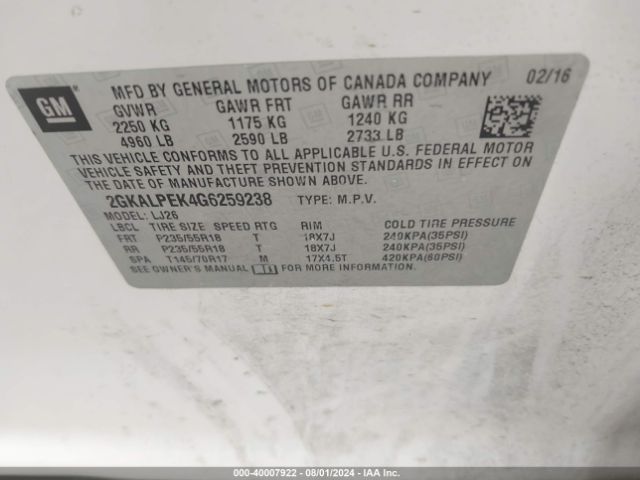 GM
MFD BY GENERAL MOTORS OF CANADA COMPANY 02/16
GVWR GAWR FRT GAWR RR
2250 KG 1175 KG 1240 KG
4960 LB 2590 LB 2733 LB
THIS VEHICLE CONFORMS TO ALL APPLICABLE U.S. FEDERAL MOTOR
VEHICLE SAFETY AND THEFT PREVENTION STANDARDS IN EFFECT ON
THE DATE OF MANUFACTURE SHOWN ABOVE.
2GKALPEK4G6259238 TYPE: M.P.V.
MODEL: LJ26
LBCL TIRE SIZE SPEED RTG RIM COLD TIRE PRESSURE
FRT P235/55R18 T 18X7J 240KPA(35PSI)
RR P235/55R18 T 18X7J 240KPA(35PSI)
SPA T145/70R17 M 17X4.5T 420KPA(60PSI)
SEE OWNER'S MANUAL FOR MORE INFORMATION.
000-40007922 - 08/01/2024 - IAA Inc.